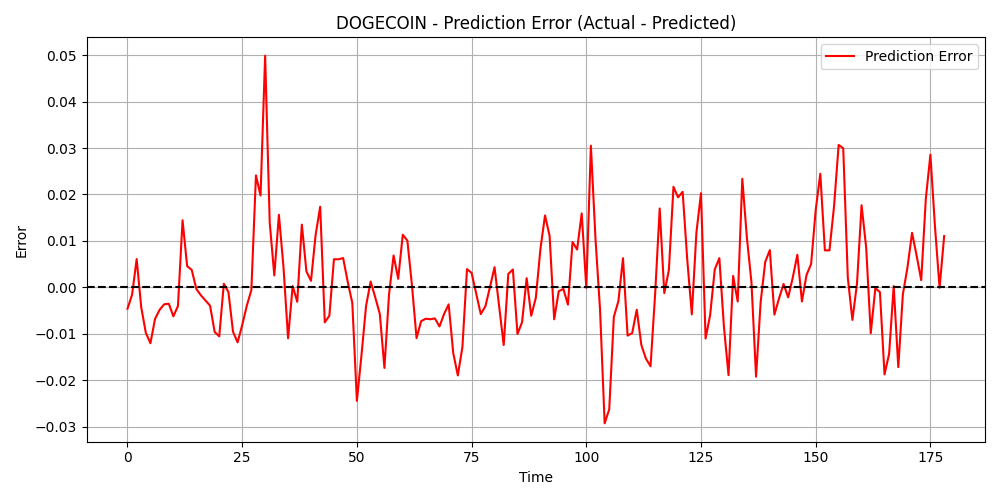 DOGECOIN - Prediction Error (Actual - Predicted)
Prediction Error
0.05
0.04
0.03
0.02
0.01
0.00
−0.01
−0.02
−0.03
Error
0 25 50 75 100 125 150 175
Time